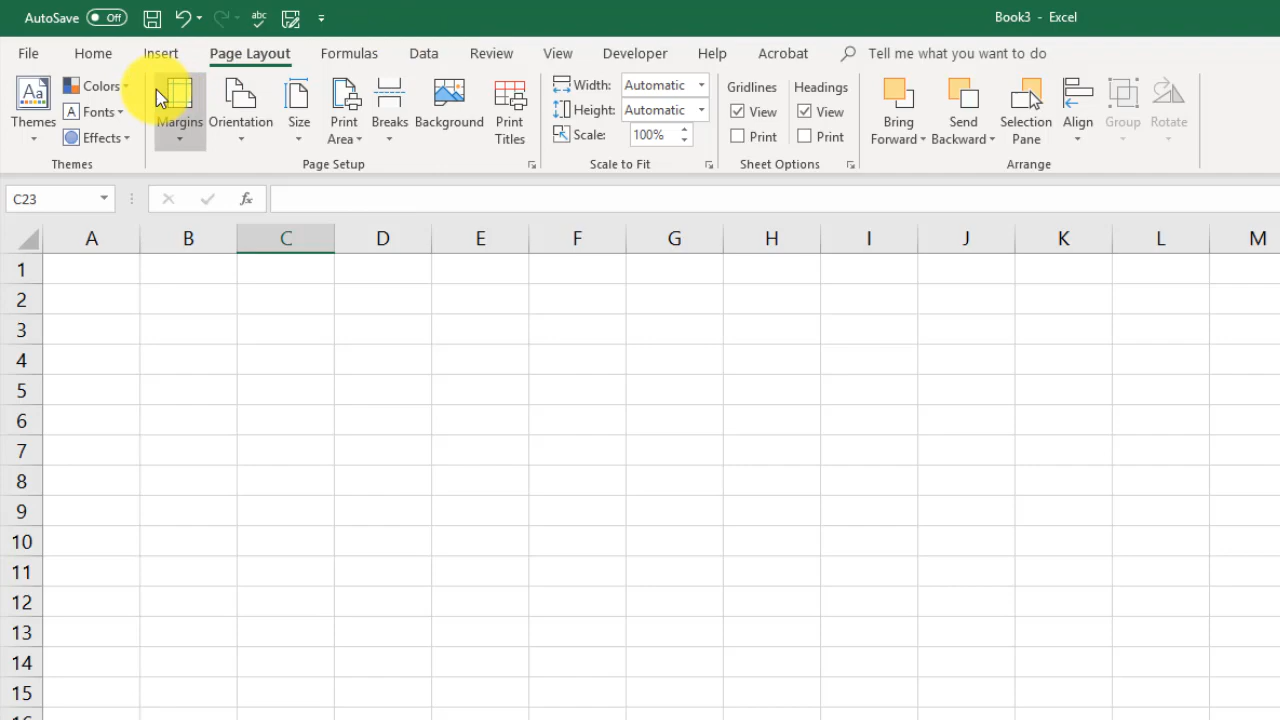 AutoSave Off abc Book3 - Excel
File Home Insert Page Layout Formulas Data Review View Developer Help Acrobat Tell me what you want to do
Aa Themes
Colors
A Fonts
Effects
Themes
Margins Orientation Size Print Area Breaks Background Print Titles
Page Setup
Width: Automatic
Height: Automatic
Scale: 100%
Scale to Fit
Gridlines Headings
View View
Print Print
Sheet Options
Bring Forward Send Backward Selection Pane Align Group Rotate
Arrange
C23 fx
A B C D E F G H I J K L M
1
2
3
4
5
6
7
8
9
10
11
12
13
14
15
16